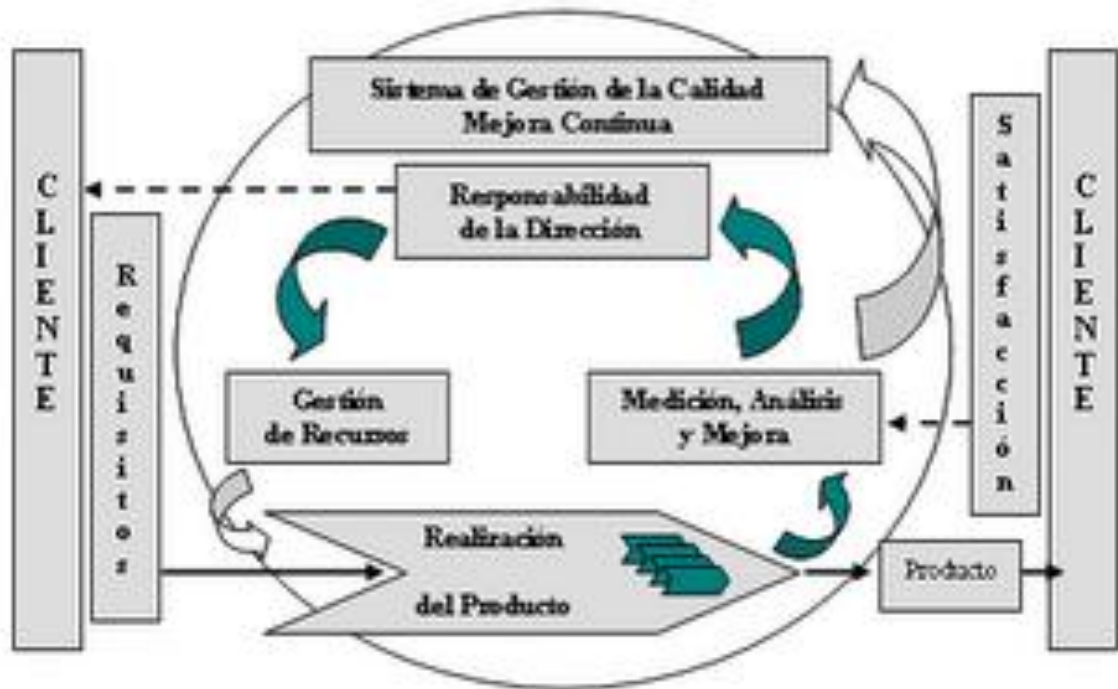 Sistema de Gestión de la Calidad
Mejora Continua
CLIENTE
Requisitos
Responsabilidad
de la Dirección
Gestión
de Recursos
Medición, Análisis
y Mejora
Realización
del Producto
Producto
Satisfacción
CLIENTE